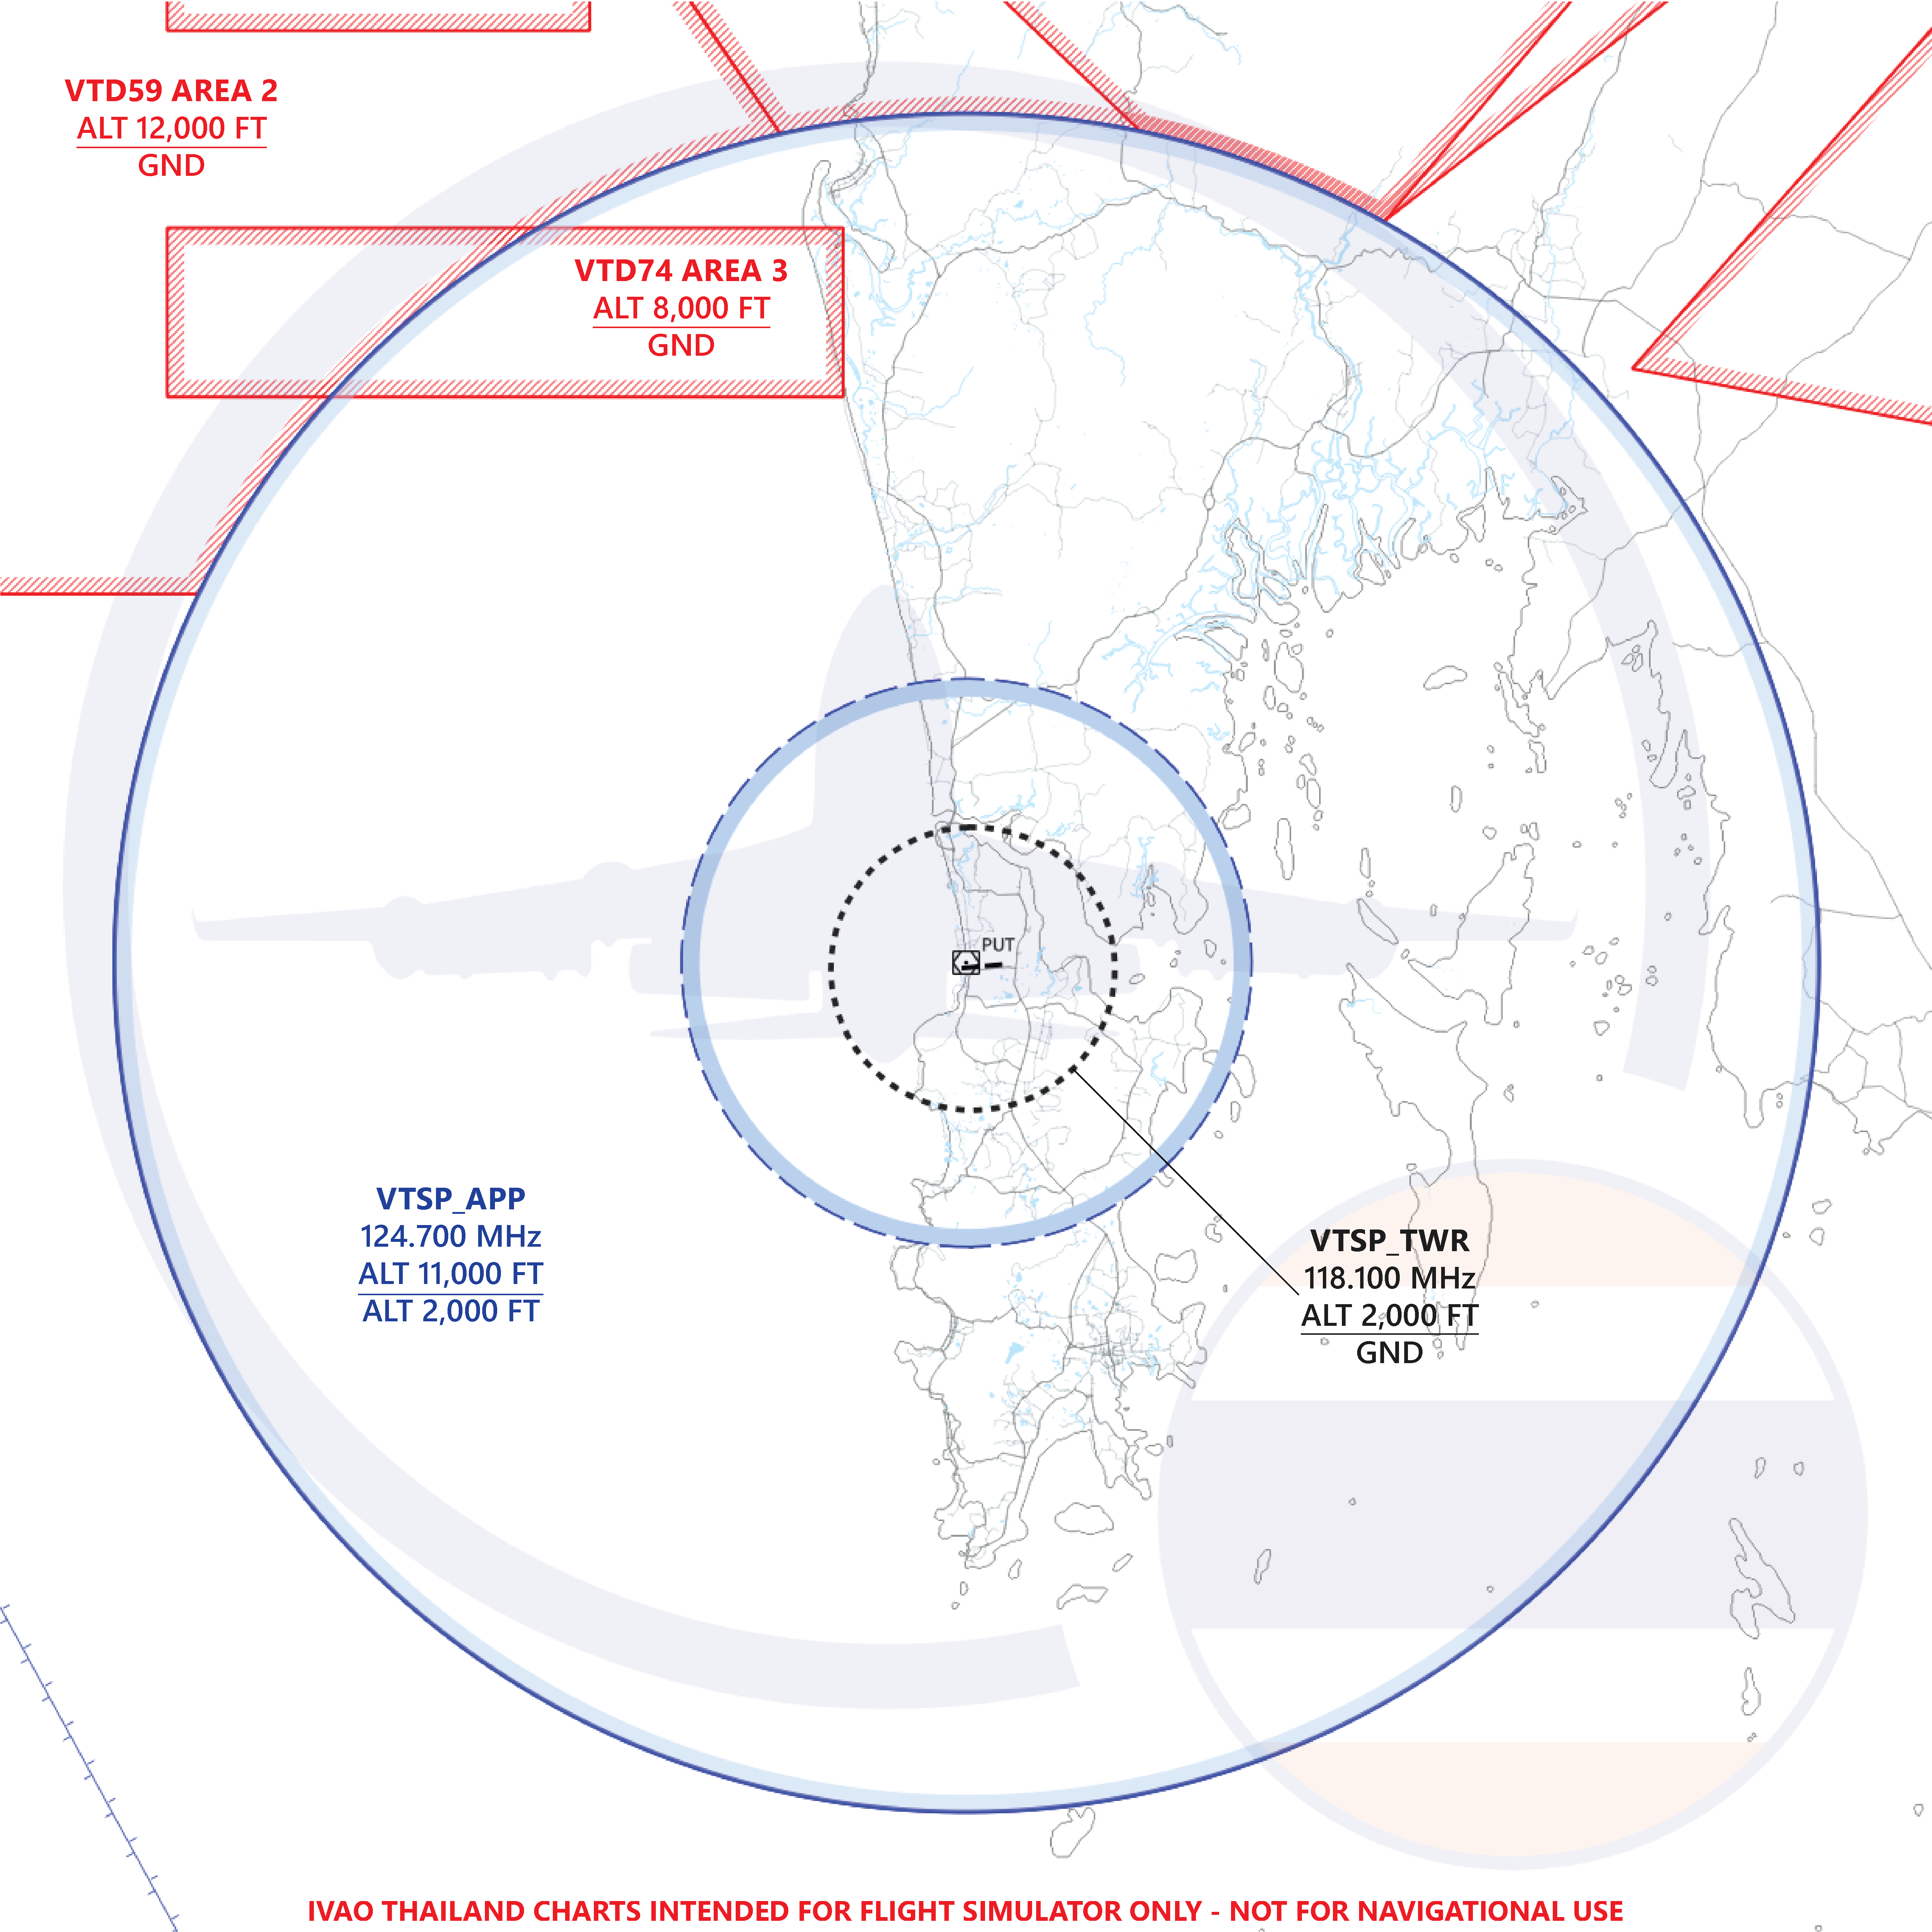 VTD59 AREA 2
ALT 12,000 FT
GND
VTD74 AREA 3
ALT 8,000 FT
GND
PUT
VTSP_APP
124.700 MHz
ALT 11,000 FT
ALT 2,000 FT
VTSP_TWR
118.100 MHz
ALT 2,000 FT
GND
IVAO THAILAND CHARTS INTENDED FOR FLIGHT SIMULATOR ONLY - NOT FOR NAVIGATIONAL USE